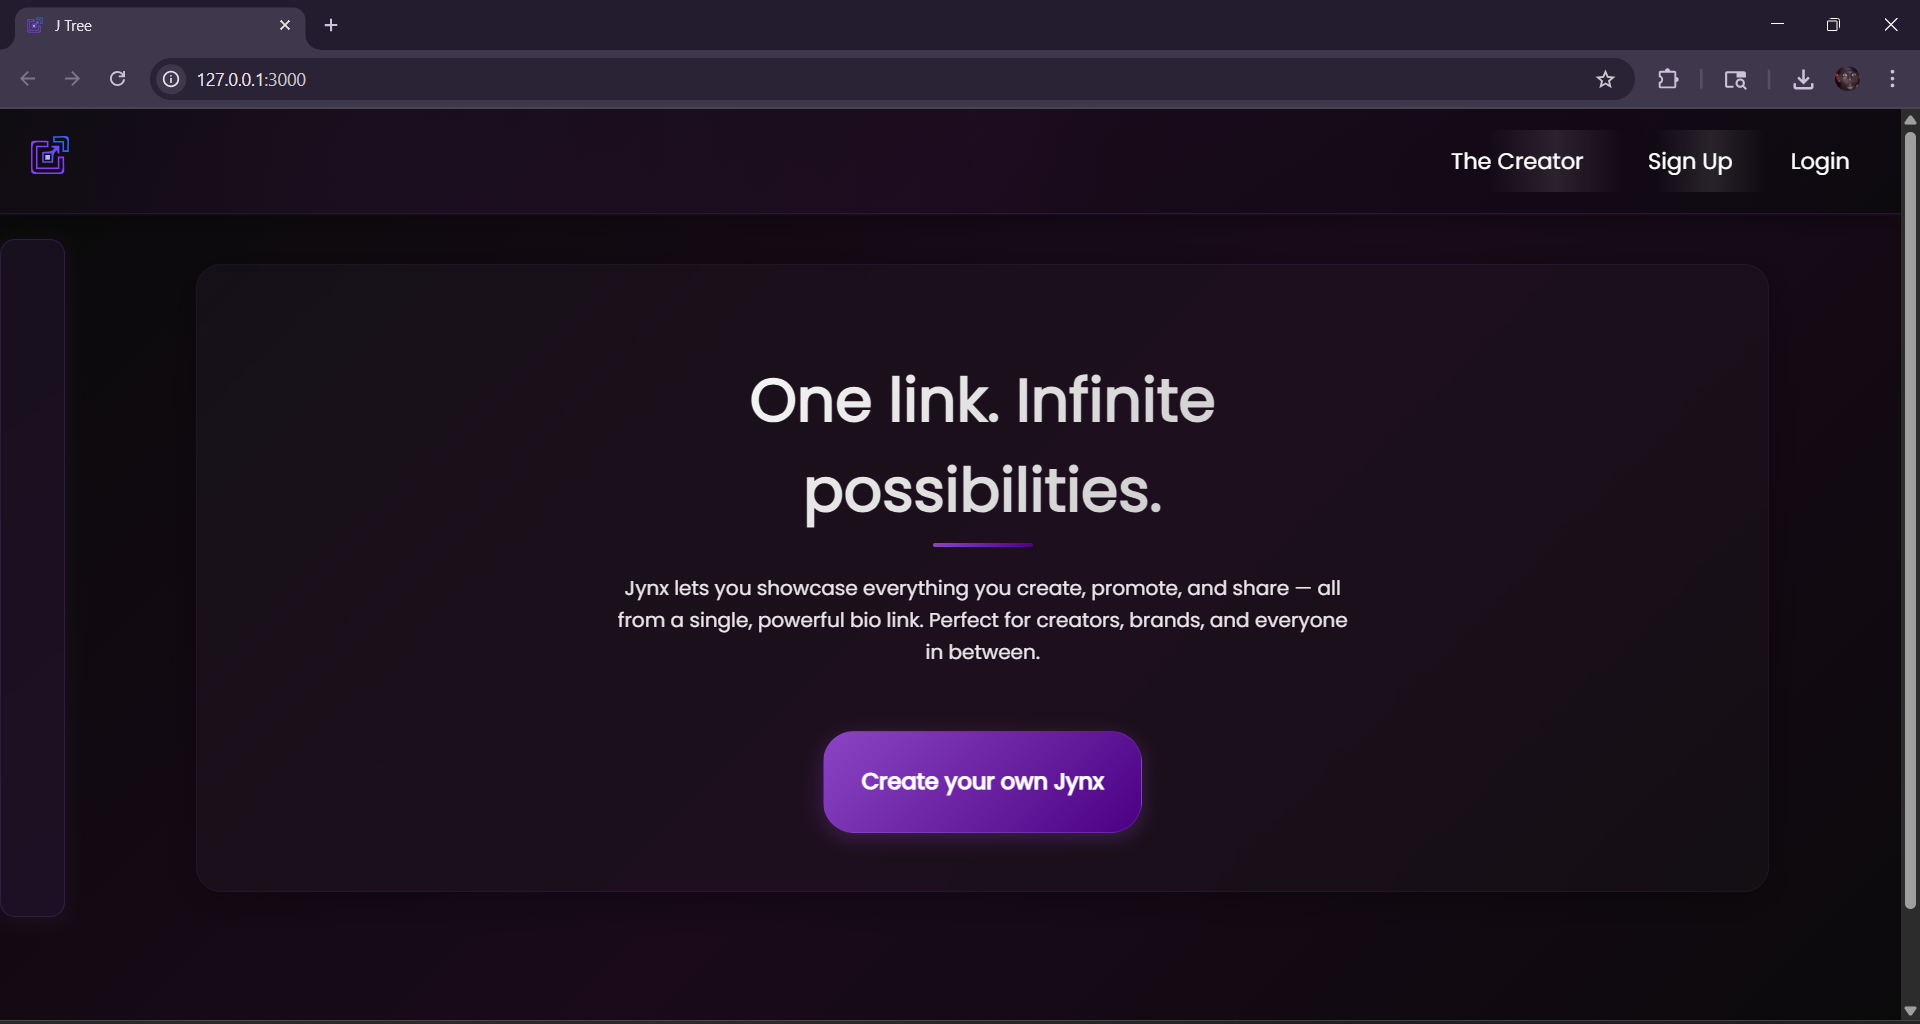 J Tree
127.0.0.1:3000
The Creator
Sign Up
Login
One link. Infinite
possibilities.
Jynx lets you showcase everything you create, promote, and share — all
from a single, powerful bio link. Perfect for creators, brands, and everyone
in between.
Create your own Jynx